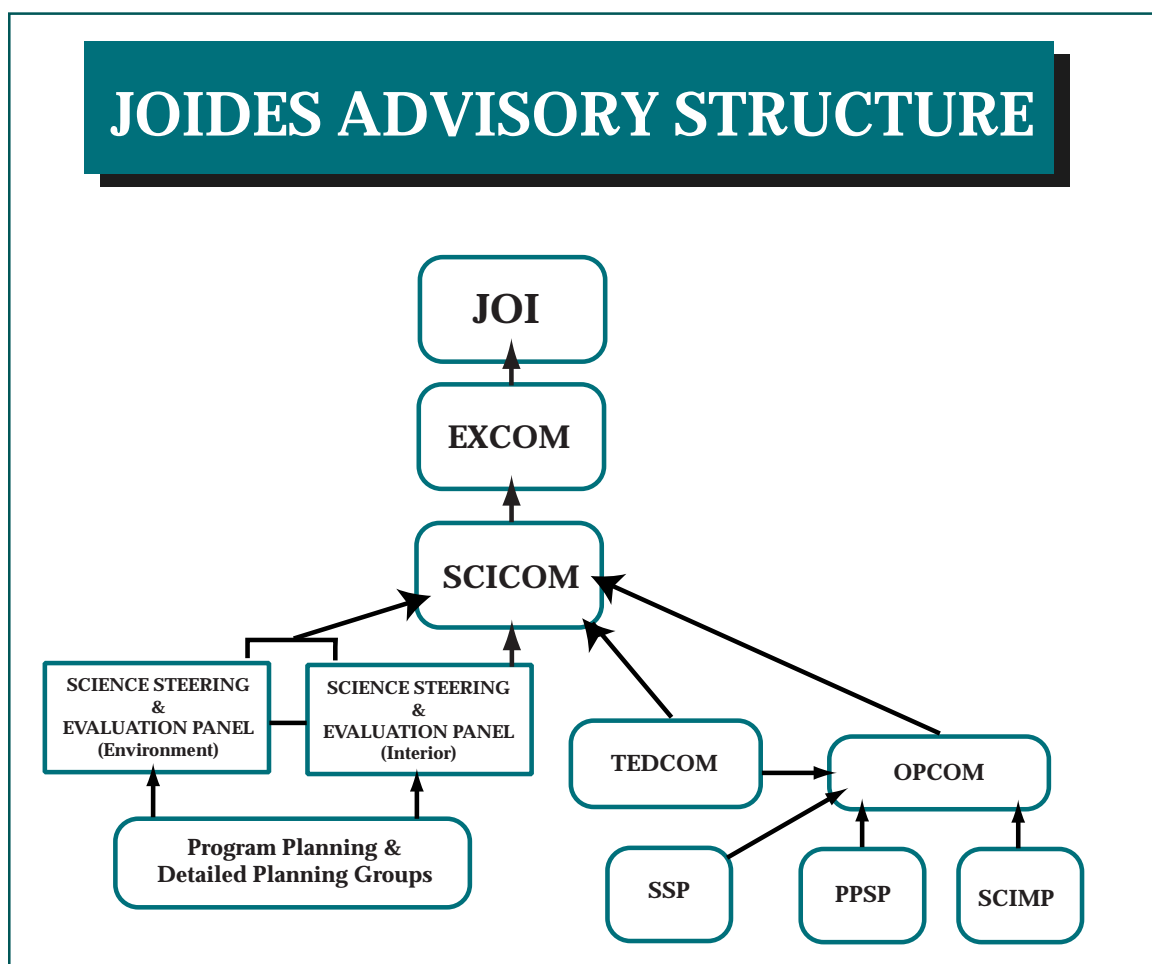 JOIDES ADVISORY STRUCTURE
JOI
EXCOM
SCICOM
SCIENCE STEERING
&
EVALUATION PANEL
(Environment)
SCIENCE STEERING
&
EVALUATION PANEL
(Interior)
TEDCOM
OPCOM
Program Planning &
Detailed Planning Groups
SSP
PPSP
SCIMP